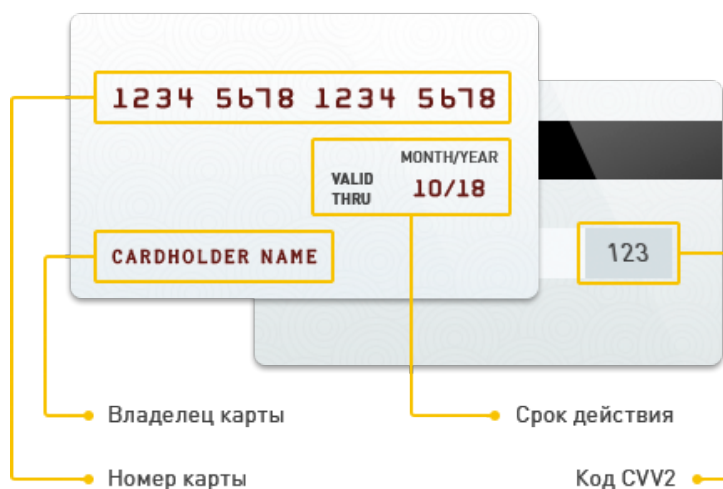 1234 5678 1234 5678
MONTH/YEAR
VALID THRU 10/18
CARDHOLDER NAME
123
Владелец карты
Срок действия
Номер карты
Код CVV2